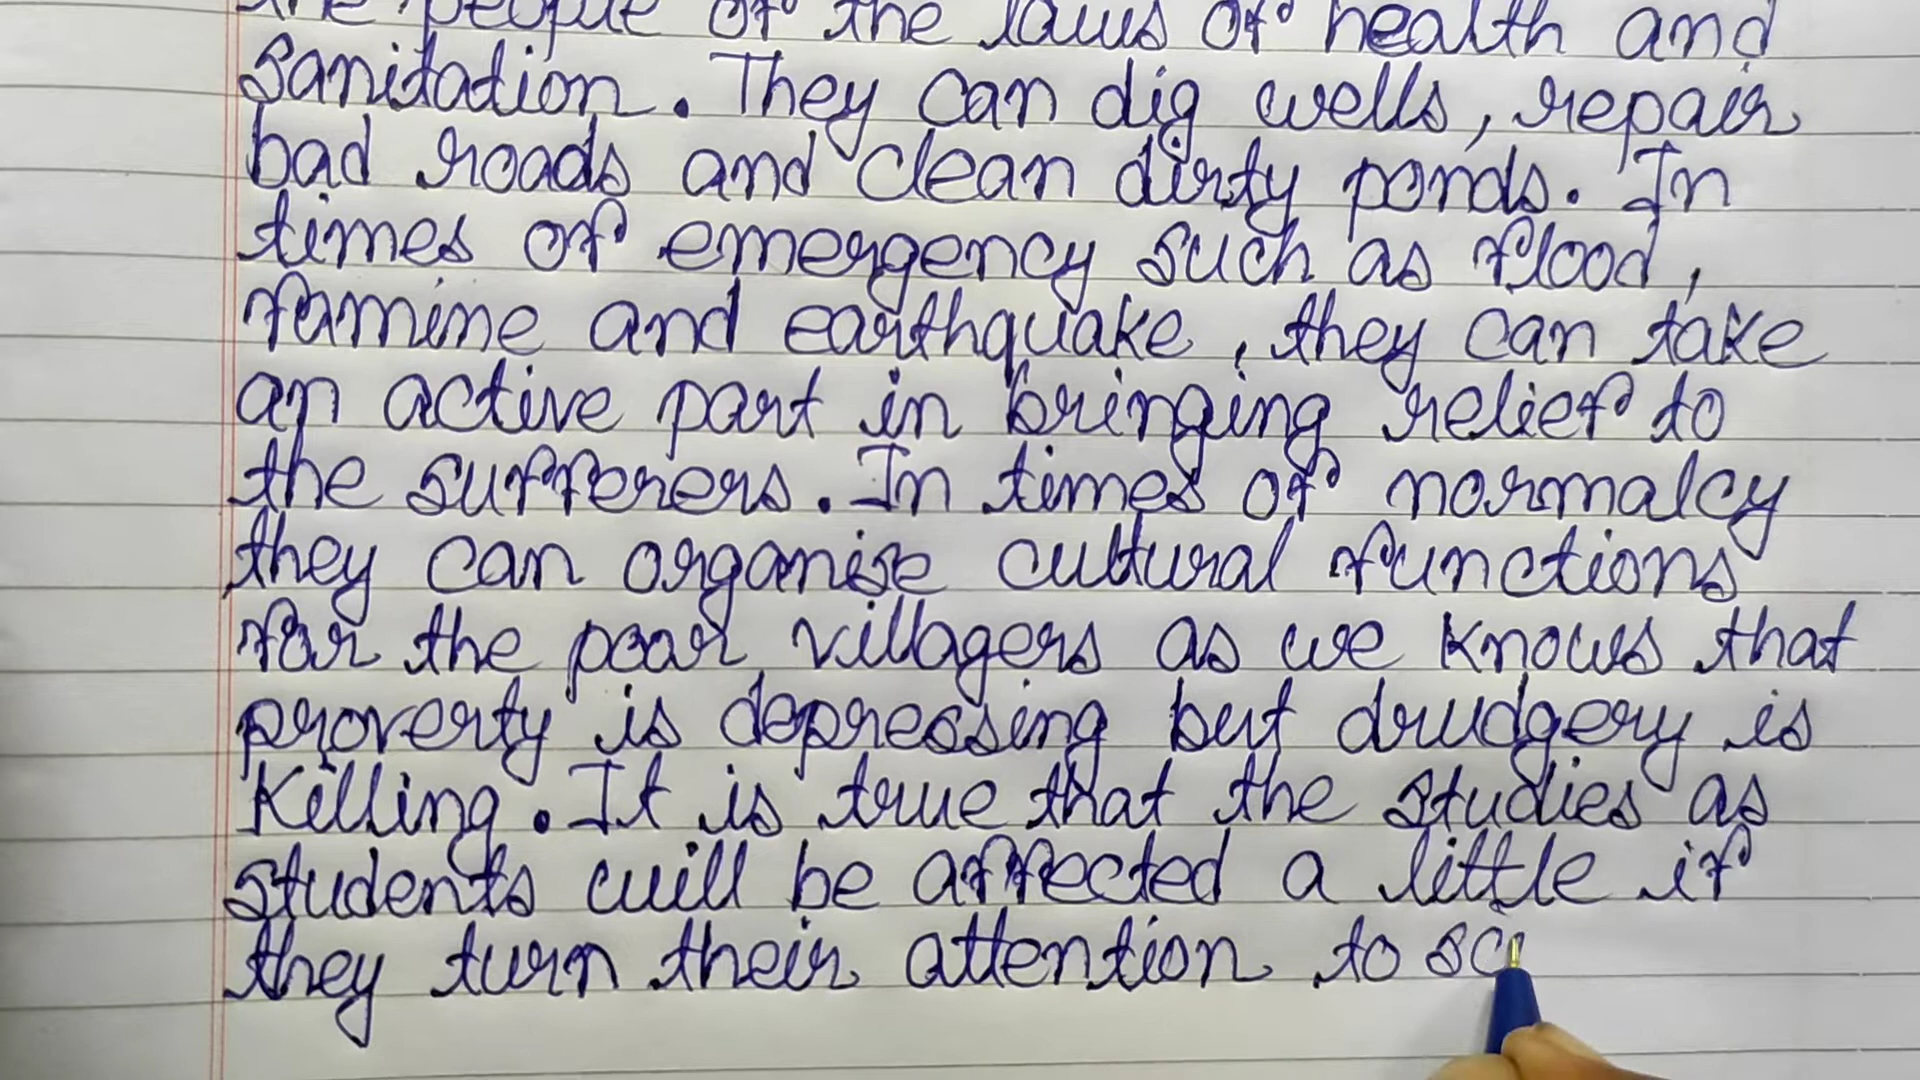 the people of the laws of health and
sanitation. They can dig wells, repair
bad roads and clean dirty ponds. In
times of emergency such as flood,
famine and earthquake, they can take
an active part in bringing relief to
the sufferers. In times of normalcy
they can organise cultural functions
for the poor villagers as we knows that
proverty is depressing but drudgery is
killing. It is true that the studies as
students will be affected a little if
they turn their attention to